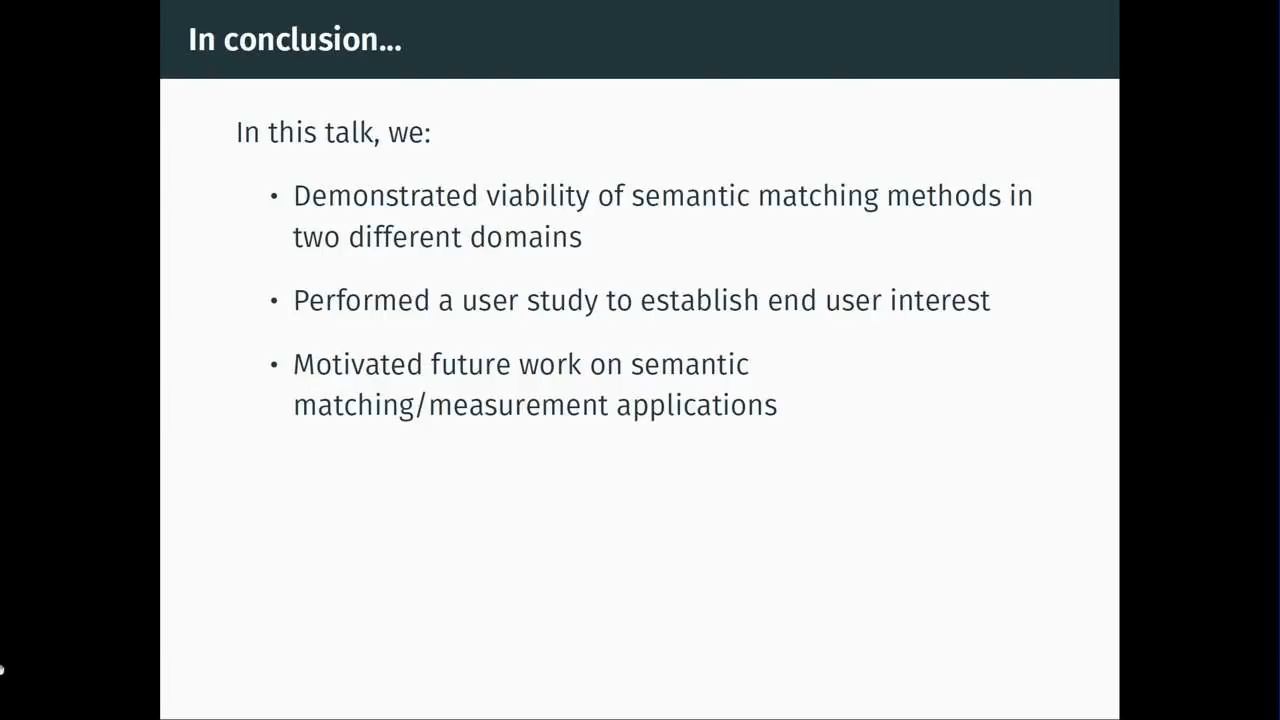 In conclusion...
In this talk, we:
• Demonstrated viability of semantic matching methods in
two different domains
• Performed a user study to establish end user interest
• Motivated future work on semantic
matching/measurement applications